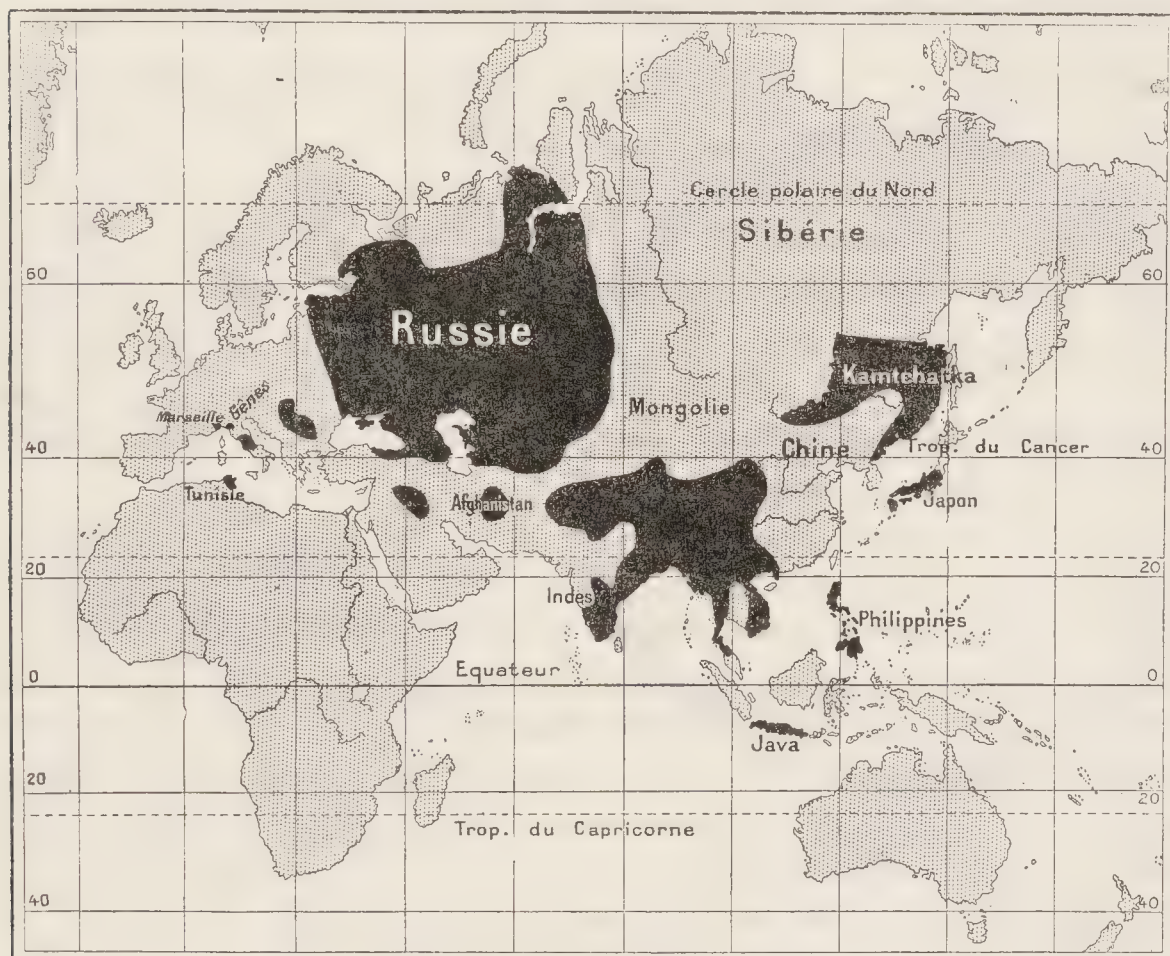 Cercle polaire du Nord
Sibérie
60
60
Russie
Kamtchatka
Marseille
Gênes
Mongolie
40
Chine
Trop. du Cancer
40
Tunisie
Afghanistan
Japon
20
Indes
20
Philippines
Equateur
0
0
Java
20
20
Trop. du Capricorne
40
40